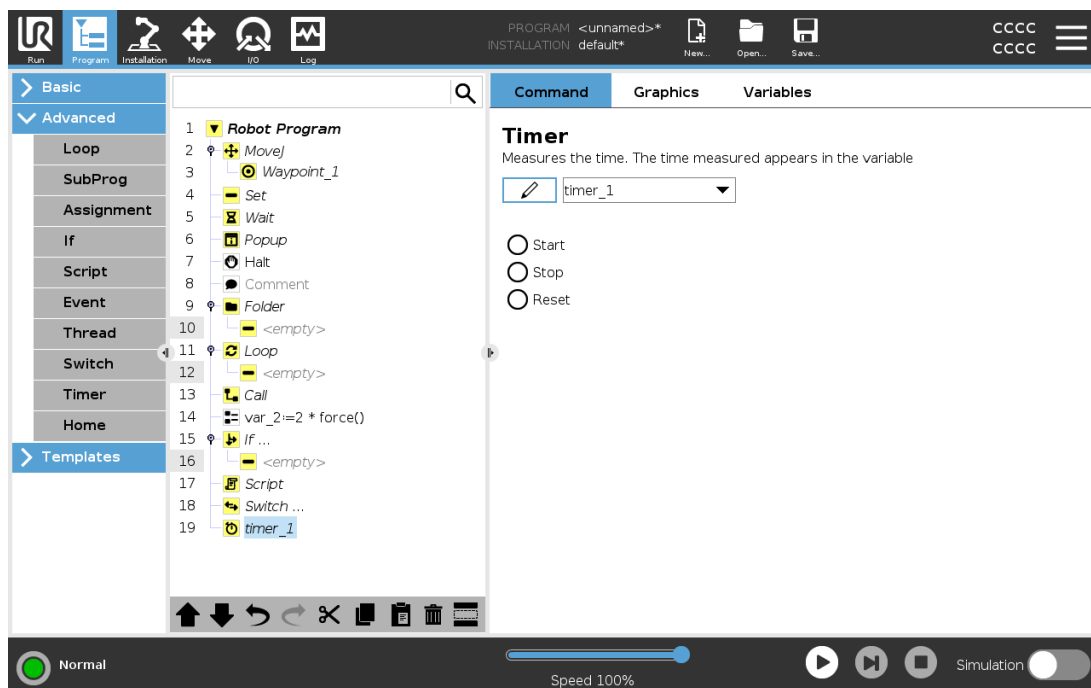 PROGRAM <unnamed>*
INSTALLATION default*
CCCC
CCCC
UR
Run
Program
Installation
Move
I/O
Log
New...
Open...
Save...
Basic
Advanced
Loop
SubProg
Assignment
If
Script
Event
Thread
Switch
Timer
Home
Templates
1 Robot Program
2 MoveJ
3 Waypoint_1
4 Set
5 Wait
6 Popup
7 Halt
8 Comment
9 Folder
10 <empty>
11 Loop
12 <empty>
13 Call
14 var_2:=2 * force()
15 If ...
16 <empty>
17 Script
18 Switch ...
19 timer_1
Command Graphics Variables
Timer
Measures the time. The time measured appears in the variable
timer_1
Start
Stop
Reset
Normal
Speed 100%
Simulation